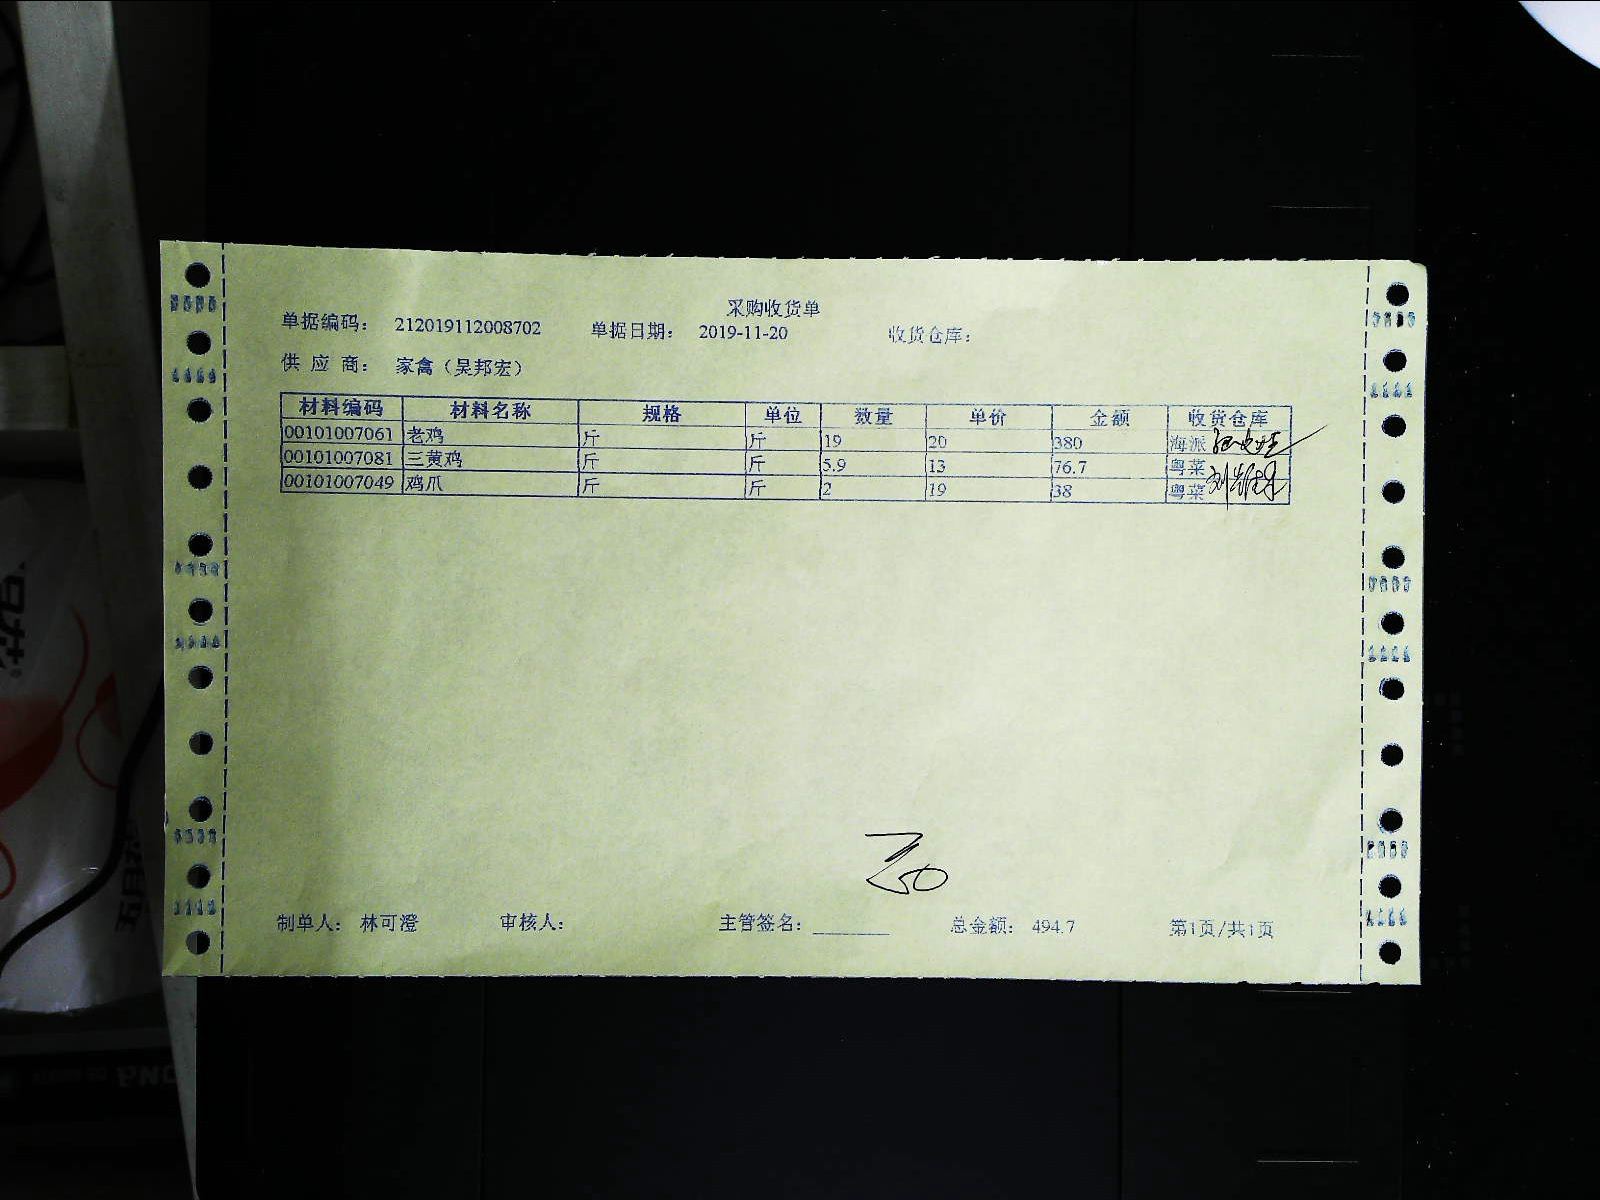 采购收货单
单据编码： 212019112008702 单据日期： 2019-11-20 收货仓库：
供 应 商： 家禽（吴邦宏）
材料编码 材料名称 规格 单位 数量 单价 金额 收货仓库
00101007061 老鸡 斤 斤 19 20 380 海派
00101007081 三黄鸡 斤 斤 5.9 13 76.7 粤菜
00101007049 鸡爪 斤 斤 2 19 38 粤菜
制单人： 林可澄 审核人： 主管签名： 总金额： 494.7 第1页/共1页